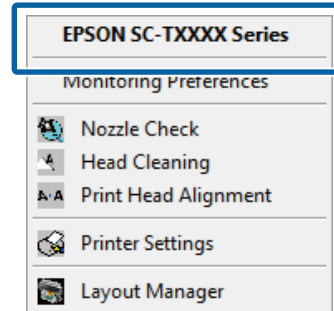 EPSON SC-TXXXX Series
Monitoring Preferences
Nozzle Check
Head Cleaning
Print Head Alignment
Printer Settings
Layout Manager